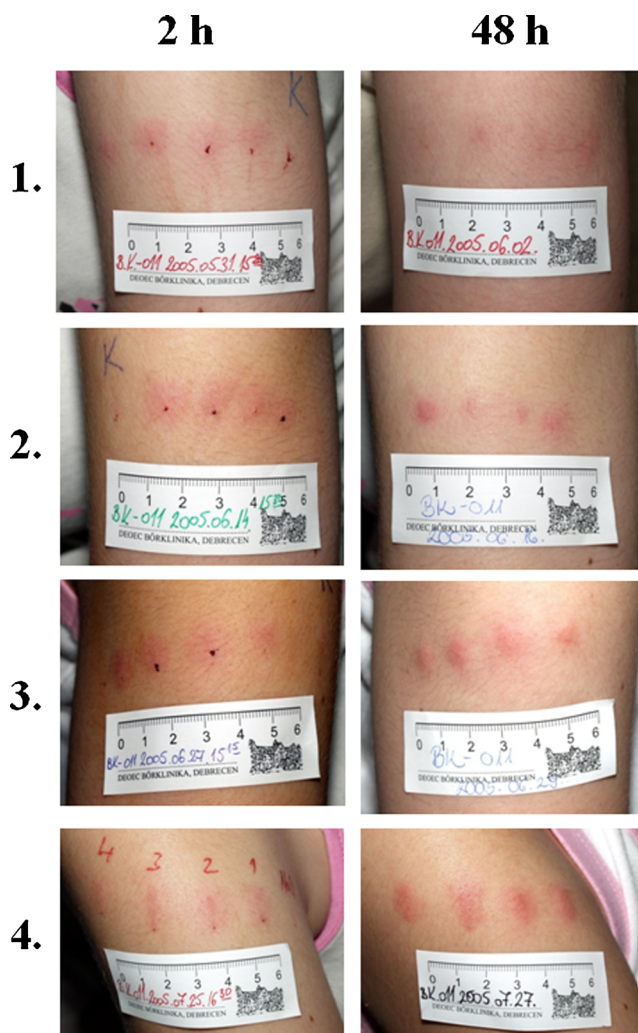 2 h 48 h
1.
K
0 1 2 3 4 5 6
BK-011 2005.05.31. 15
DEOEC BŐRKLINIKA, DEBRECEN
0 1 2 3 4 5 6
BK 011. 2005.06.02.
DEOEC BŐRKLINIKA, DEBRECEN
2.
K
0 1 2 3 4 5 6
BK-011 2005.06.14. 15
DEOEC BŐRKLINIKA, DEBRECEN
0 1 2 3 4 5 6
BK-011
DEOEC BŐRKLINIKA, DEBRECEN
2005.06.16.
3.
0 1 2 3 4 5 6
BK-011 2005.06.27. 15 15
DEOEC BŐRKLINIKA, DEBRECEN
0 1 2 3 4 5 6
BK-011
DEOEC BŐRKLINIKA, DEBRECEN
2005.06.29.
4.
4 3 2 1
0 1 2 3 4 5 6
BK 011 2005.07.25. 16 30
DEOEC BŐRKLINIKA, DEBRECEN
0 1 2 3 4 5 6
BK 011 2005.07.27.
DEOEC BŐRKLINIKA, DEBRECEN